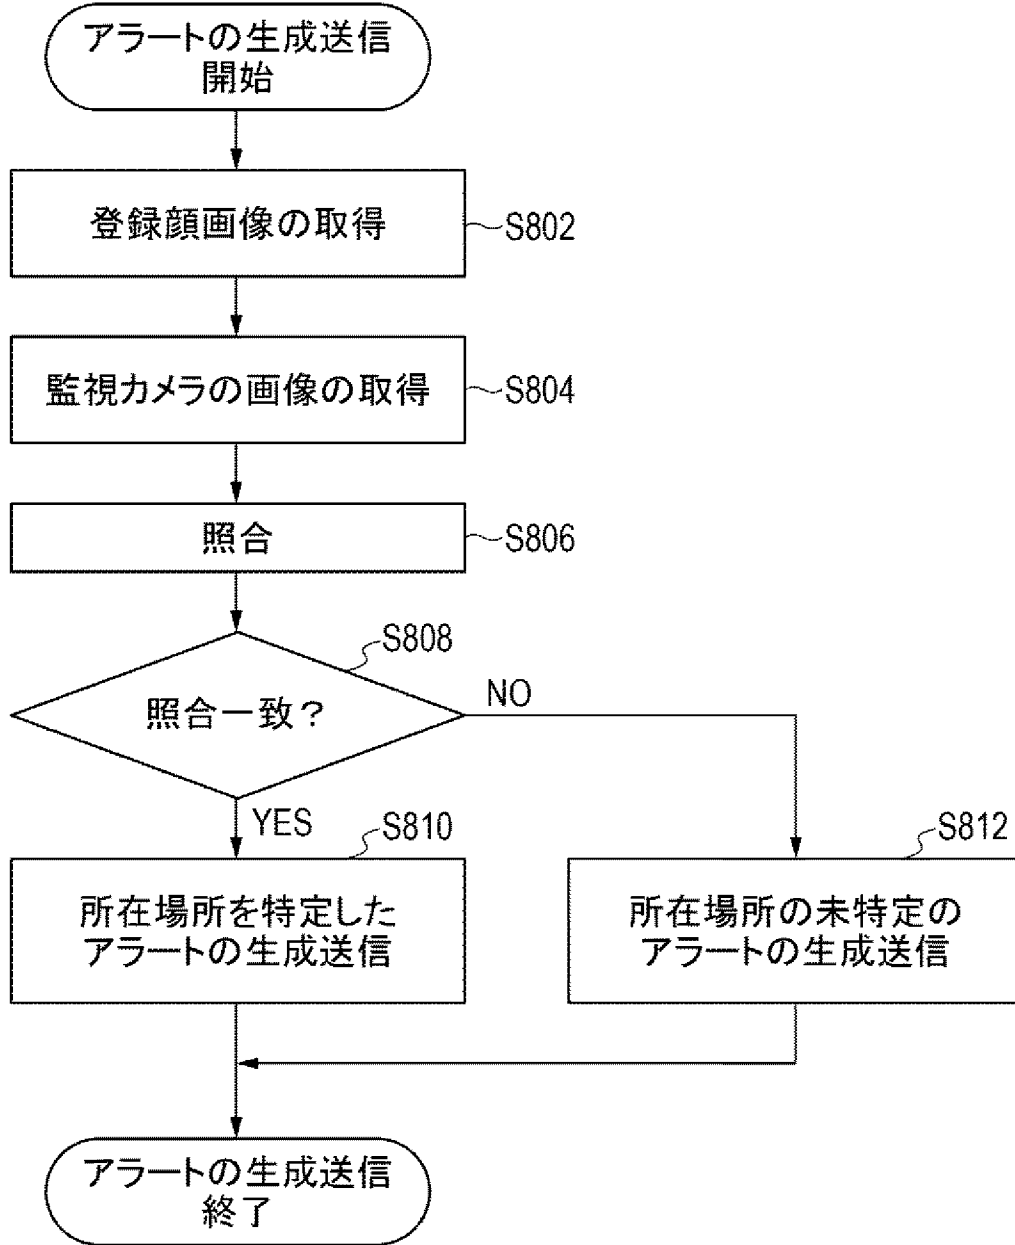 アラートの生成送信
開始
登録顔画像の取得
S802
監視カメラの画像の取得
S804
照合
S806
S808
照合一致？
NO
YES
S810
所在場所を特定した
アラートの生成送信
S812
所在場所の未特定の
アラートの生成送信
アラートの生成送信
終了